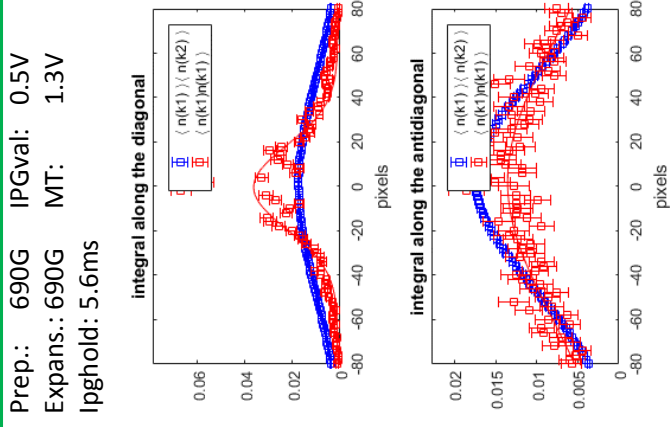 Prep.: 690G IPGval: 0.5V
Expans.: 690G MT: 1.3V
Ipghold: 5.6ms
integral along the diagonal
⟨ n(k1) ⟩⟨ n(k2) ⟩
⟨ n(k1)n(k1) ⟩
0.06
0.04
0.02
0
-80 -60 -40 -20 0 20 40 60 80
pixels
integral along the antidiagonal
⟨ n(k1) ⟩⟨ n(k2) ⟩
⟨ n(k1)n(k1) ⟩
0.02
0.015
0.01
0.005
0
-80 -60 -40 -20 0 20 40 60 80
pixels